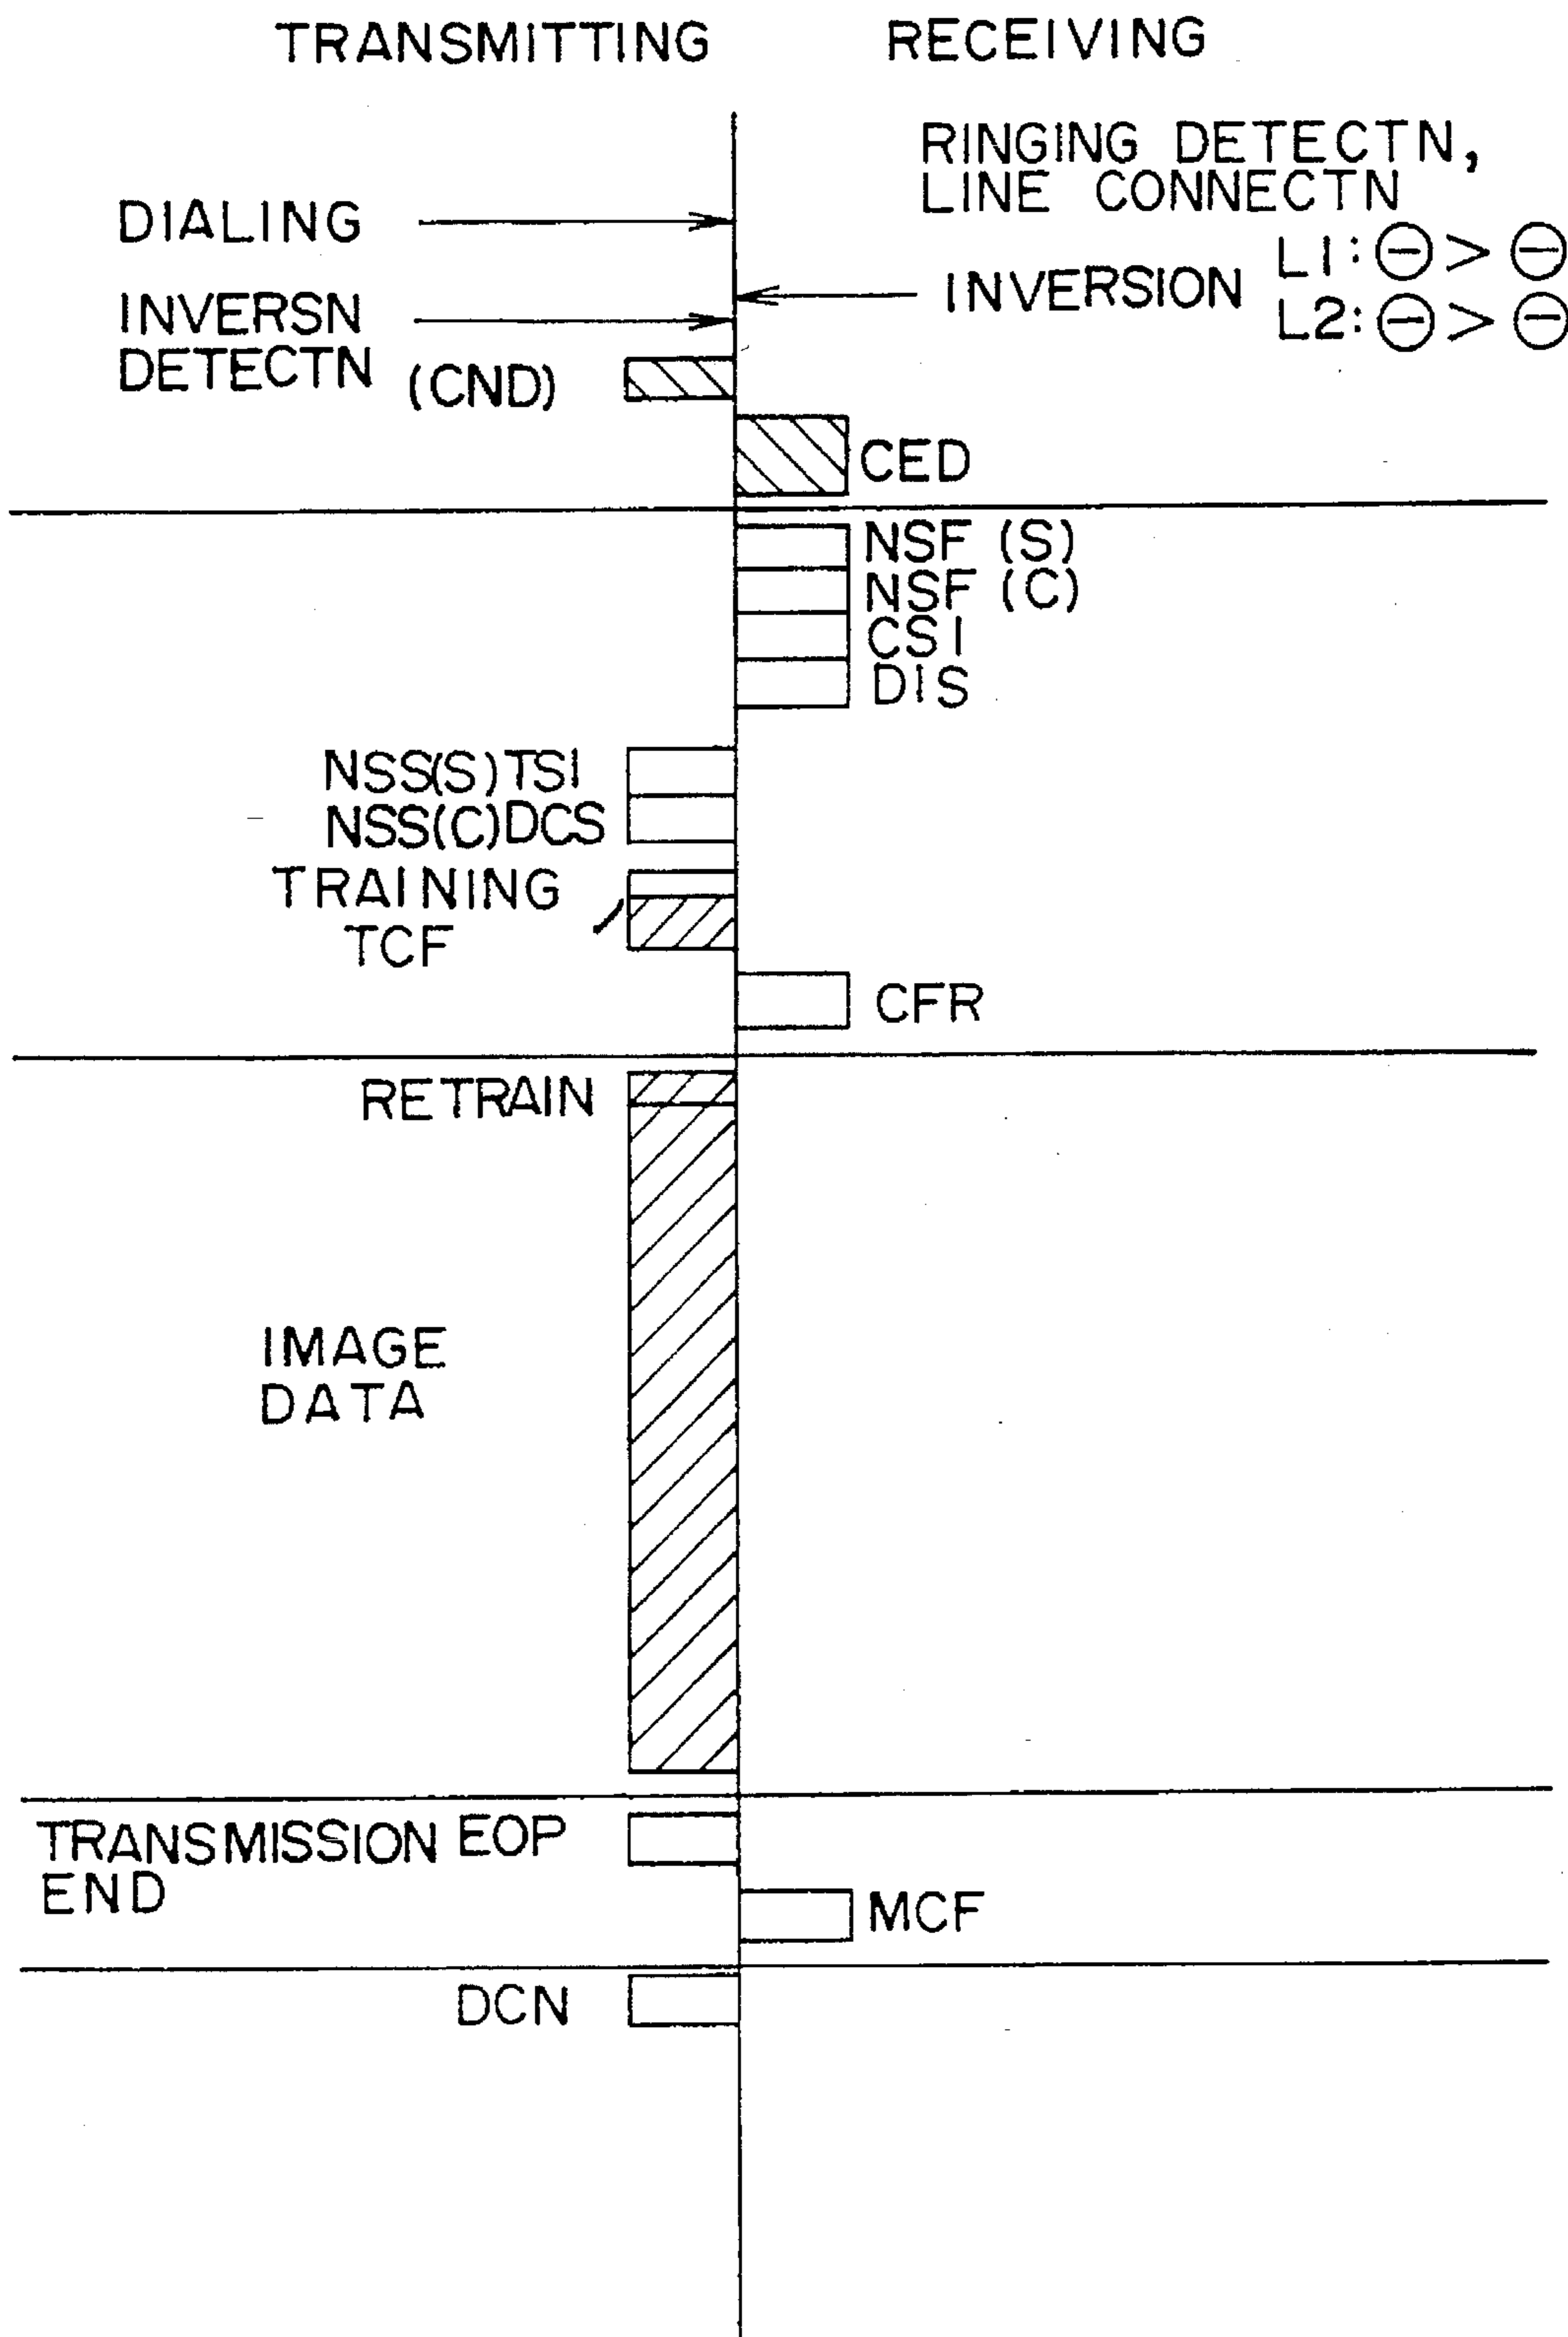 TRANSMITTING RECEIVING
RINGING DETECTN,
LINE CONNECTN
DIALING
L1: ⊖ > ⊖
INVERSION
L2: ⊖ > ⊖
INVERSN
DETECTN (CND)
CED
NSF (S)
NSF (C)
CSI
DIS
NSS(S)TSI
NSS(C)DCS
TRAINING
TCF
CFR
RETRAIN
IMAGE
DATA
TRANSMISSION EOP
END
MCF
DCN